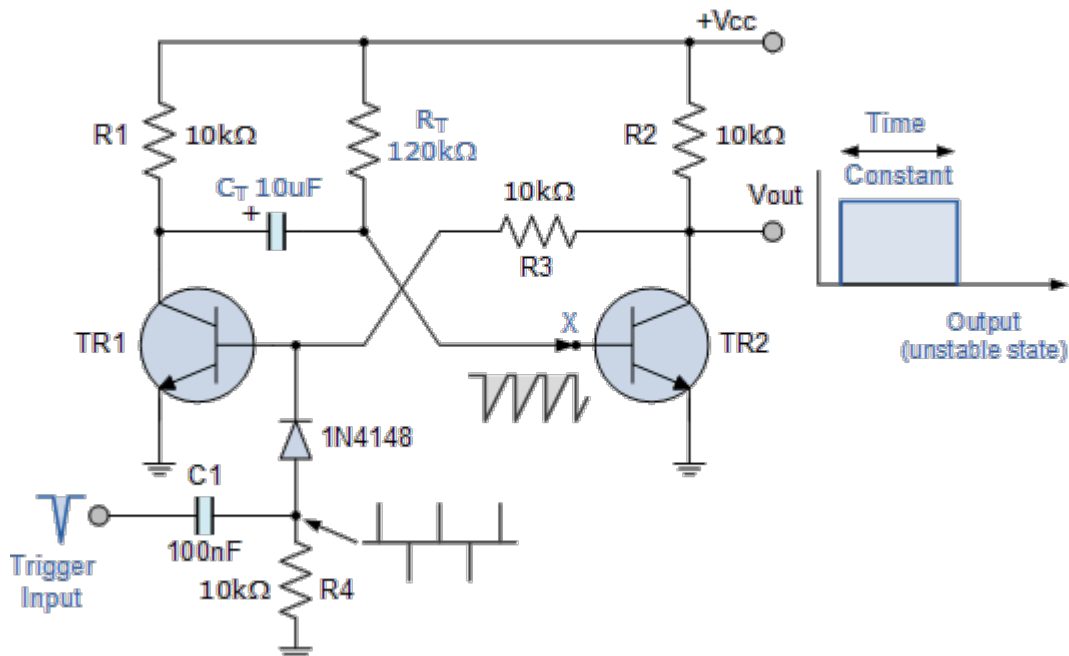 +Vcc
R1
10kΩ
RT
120kΩ
R2
10kΩ
Time
Constant
CT 10uF
+
10kΩ
R3
Vout
TR1
X
TR2
Output
(unstable state)
1N4148
C1
100nF
Trigger
Input
10kΩ
R4